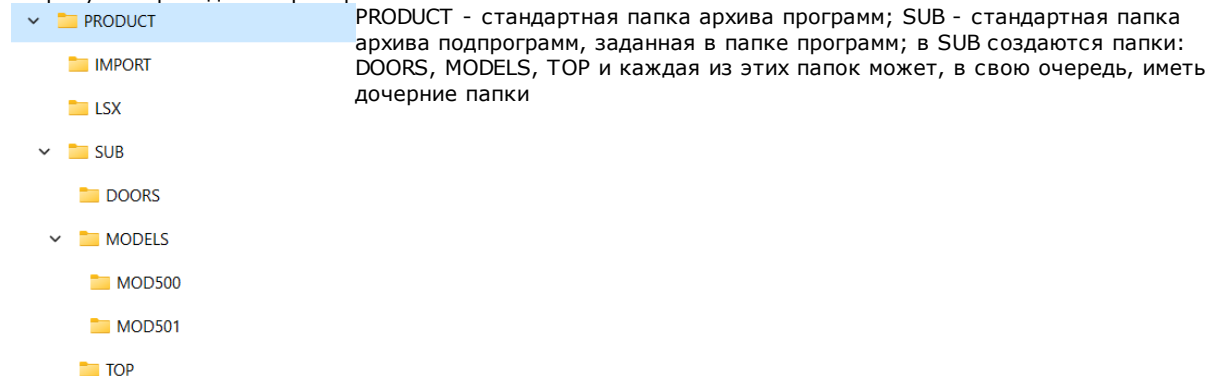 PRODUCT
IMPORT
LSX
SUB
DOORS
MODELS
MOD500
MOD501
TOP
PRODUCT - стандартная папка архива программ; SUB - стандартная папка
архива подпрограмм, заданная в папке программ; в SUB создаются папки:
DOORS, MODELS, TOP и каждая из этих папок может, в свою очередь, иметь
дочерние папки